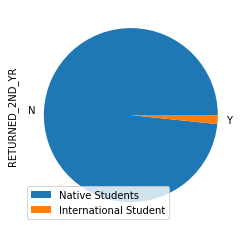 RETURNED_2ND_YR
N
Y
Native Students
International Student